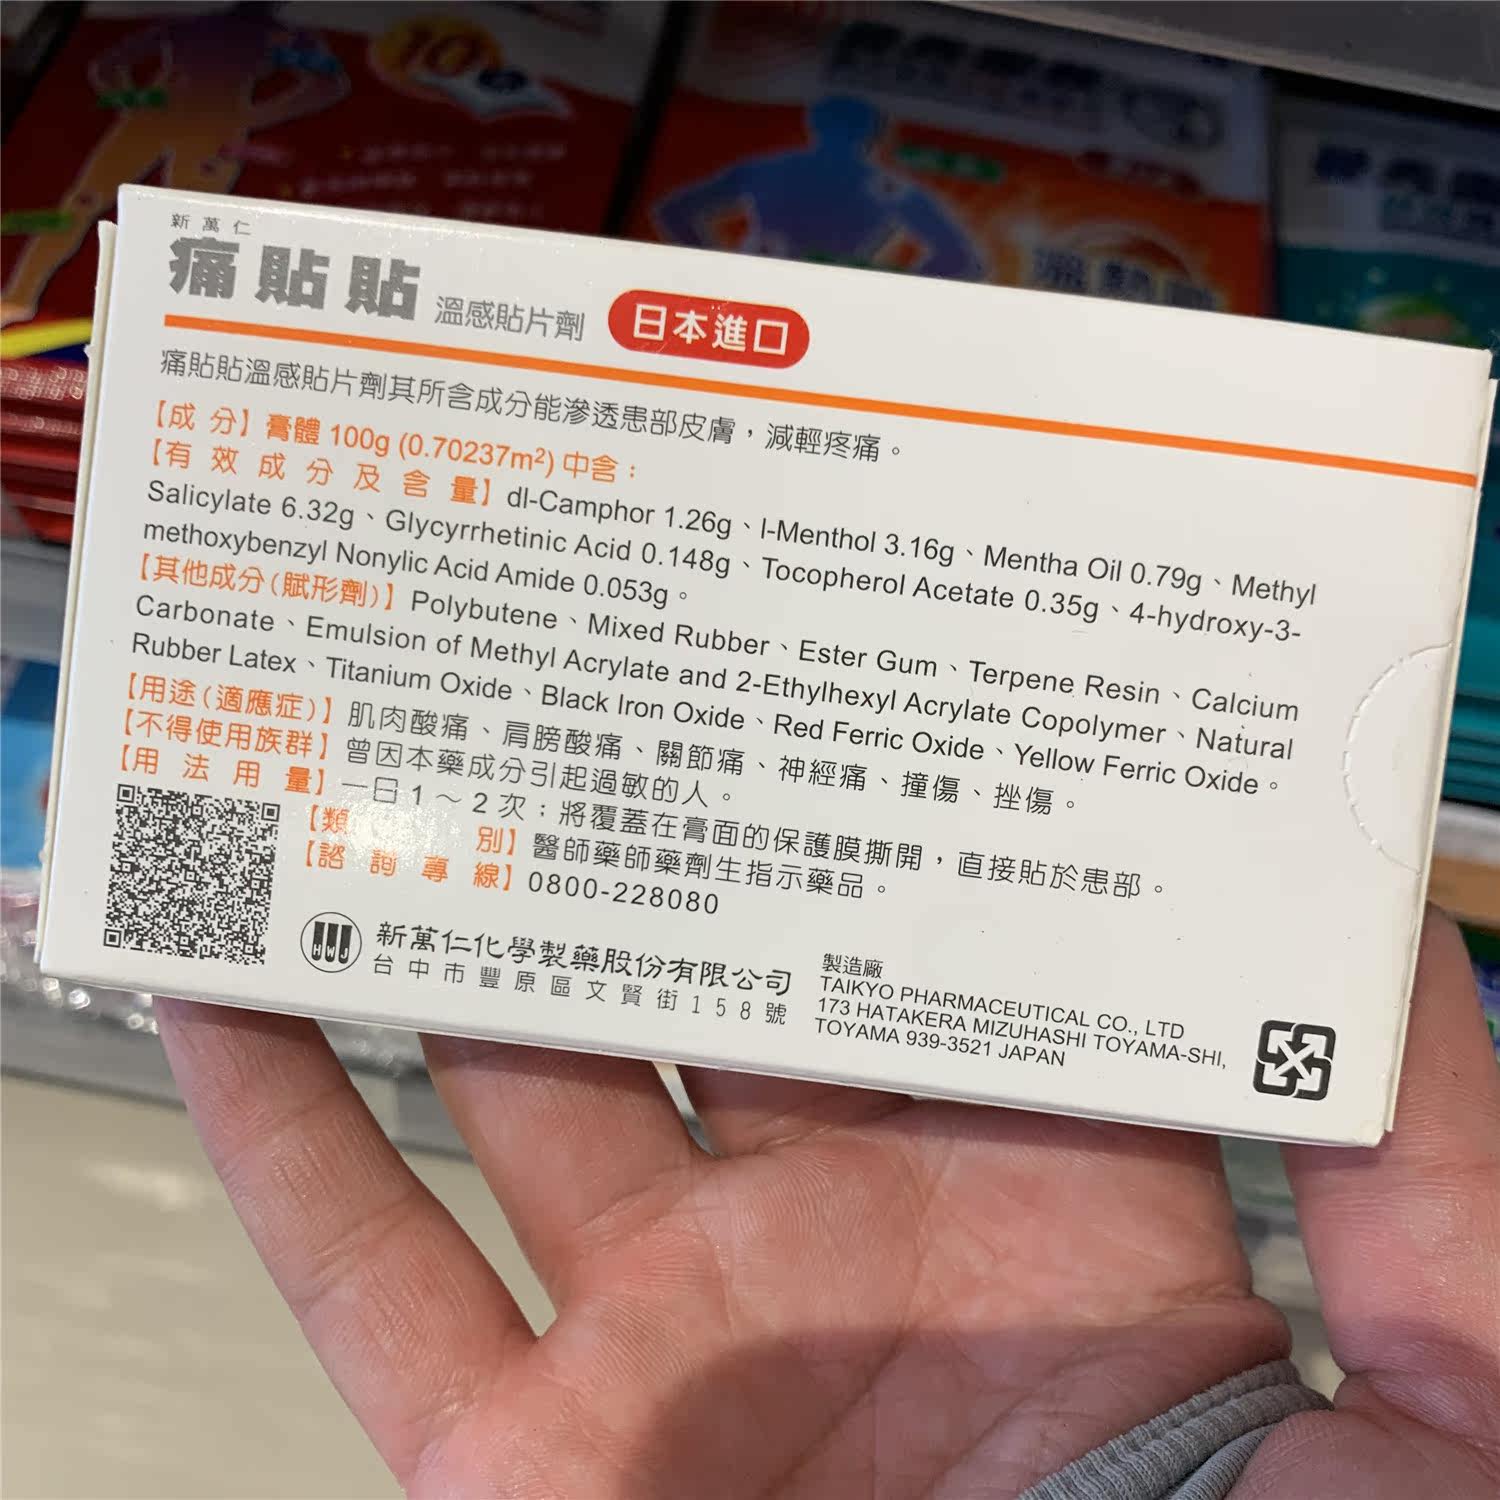 新萬仁
痛貼貼 溫感貼片劑 日本進口
痛貼貼溫感貼片劑其所含成分能滲透患部皮膚，減輕疼痛。
【成分】膏體 100g (0.70237m²) 中含：
【有效成分及含量】dl-Camphor 1.26g、l-Menthol 3.16g、Mentha Oil 0.79g、Methyl
Salicylate 6.32g、Glycyrrhetinic Acid 0.148g、Tocopherol Acetate 0.35g、4-hydroxy-3-
methoxybenzyl Nonylic Acid Amide 0.053g。
【其他成分(賦形劑)】Polybutene、Mixed Rubber、Ester Gum、Terpene Resin、Calcium
Carbonate、Emulsion of Methyl Acrylate and 2-Ethylhexyl Acrylate Copolymer、Natural
Rubber Latex、Titanium Oxide、Black Iron Oxide、Red Ferric Oxide、Yellow Ferric Oxide。
【用途(適應症)】肌肉酸痛、肩膀酸痛、關節痛、神經痛、撞傷、挫傷。
【不得使用族群】曾因本藥成分引起過敏的人。
【用法用量】一日1～2次：將覆蓋在膏面的保護膜撕開，直接貼於患部。
【類別】醫師藥師藥劑生指示藥品。
【諮詢專線】0800-228080
HWJ
新萬仁化學製藥股份有限公司
台中市豐原區文賢街158號
製造廠
TAIKYO PHARMACEUTICAL CO., LTD
173 HATAKERA MIZUHASHI TOYAMA-SHI,
TOYAMA 939-3521 JAPAN